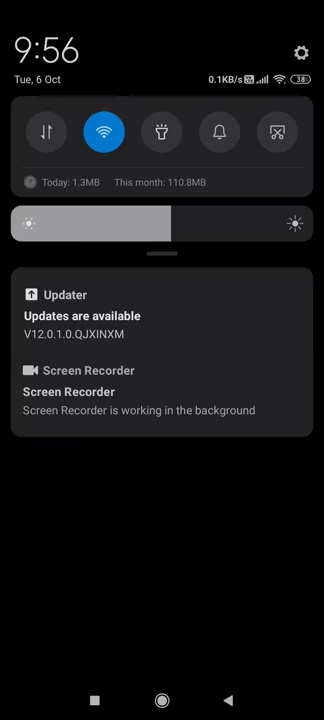 9:56
Tue, 6 Oct
0.1KB/s
38
Today: 1.3MB This month: 110.8MB
Updater
Updates are available
V12.0.1.0.QJXINXM
Screen Recorder
Screen Recorder
Screen Recorder is working in the background